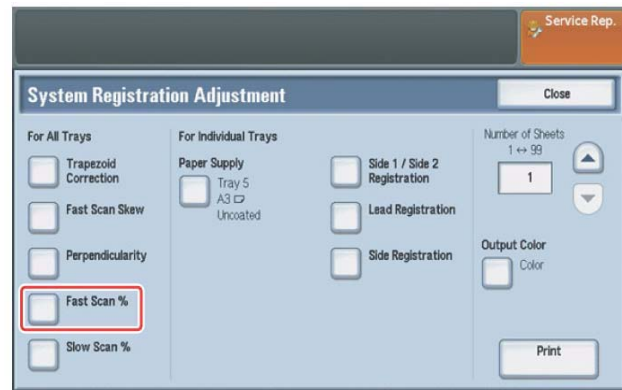 Service Rep.
System Registration Adjustment
Close
For All Trays
Trapezoid
Correction
Fast Scan Skew
Perpendicularity
Fast Scan %
Slow Scan %
For Individual Trays
Paper Supply
Tray 5
A3
Uncoated
Side 1 / Side 2
Registration
Lead Registration
Side Registration
Number of Sheets
1 ↔ 99
1
Output Color
Color
Print